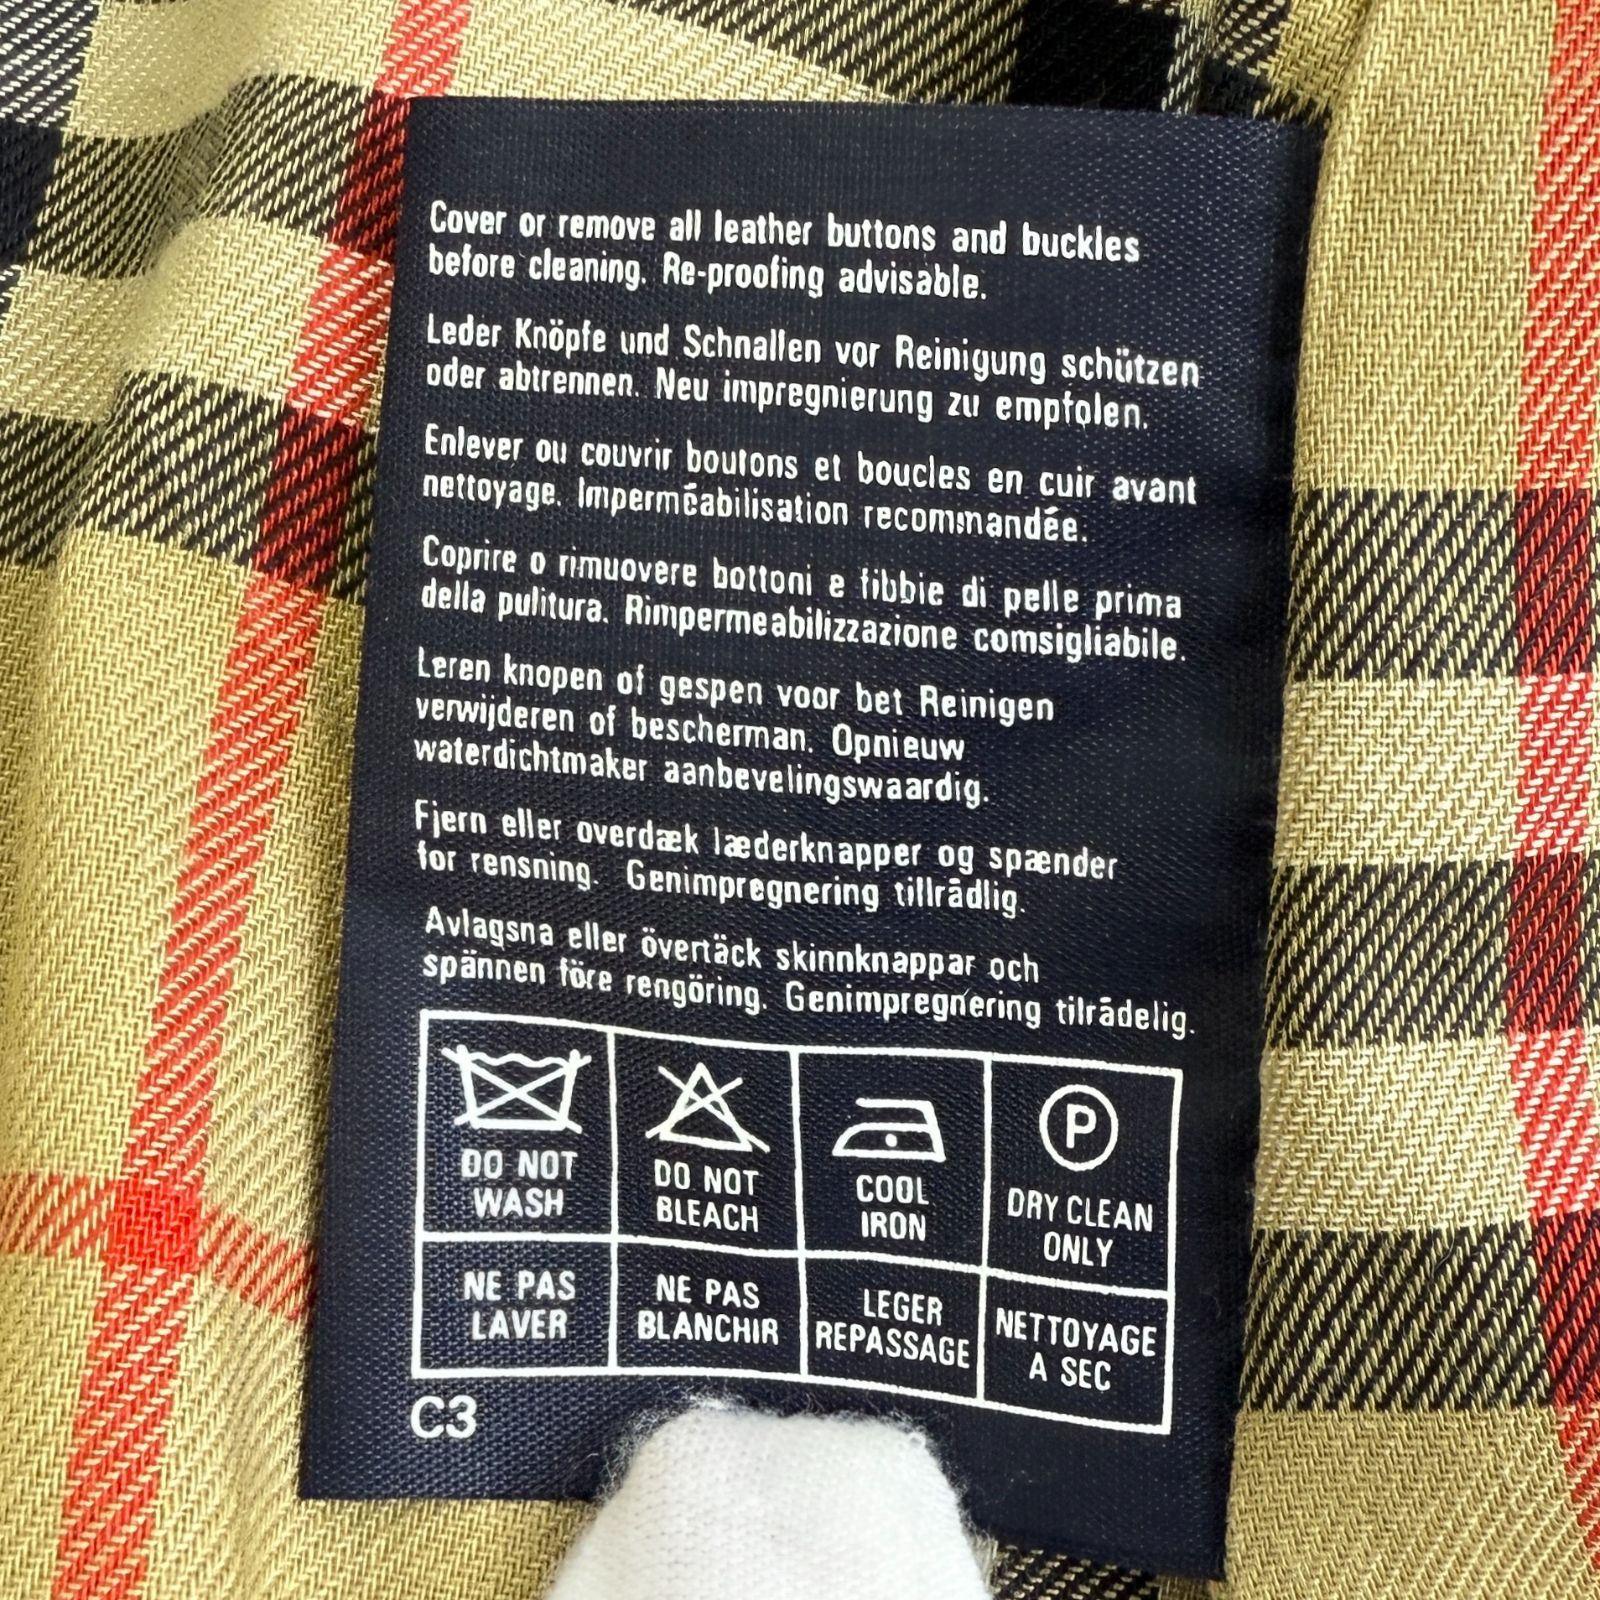 Cover or remove all leather buttons and buckles
before cleaning. Re-proofing advisable.
Leder Knöpfe und Schnallen vor Reinigung schützen
oder abtrennen. Neu impregnierung zu empfolen.
Enlever ou couvrir boutons et boucles en cuir avant
nettoyage. Imperméabilisation recommandée.
Coprire o rimuovere bottoni e fibbie di pelle prima
della pulitura. Rimpermeabilizzazione comsigliabile.
Leren knopen of gespen voor bet Reinigen
verwijderen of bescherman. Opnieuw
waterdichtmaker aanbevelingswaardig.
Fjern eller overdæk læderknapper og spænder
for rensning. Genimpregnering tillrådlig.
Avlagsna eller övertäck skinnknappar och
spännen före rengöring. Genimpregnering tilrådelig.
DO NOT
WASH
DO NOT
BLEACH
COOL
IRON
P
DRY CLEAN
ONLY
NE PAS
LAVER
NE PAS
BLANCHIR
LEGER
REPASSAGE
NETTOYAGE
A SEC
C3